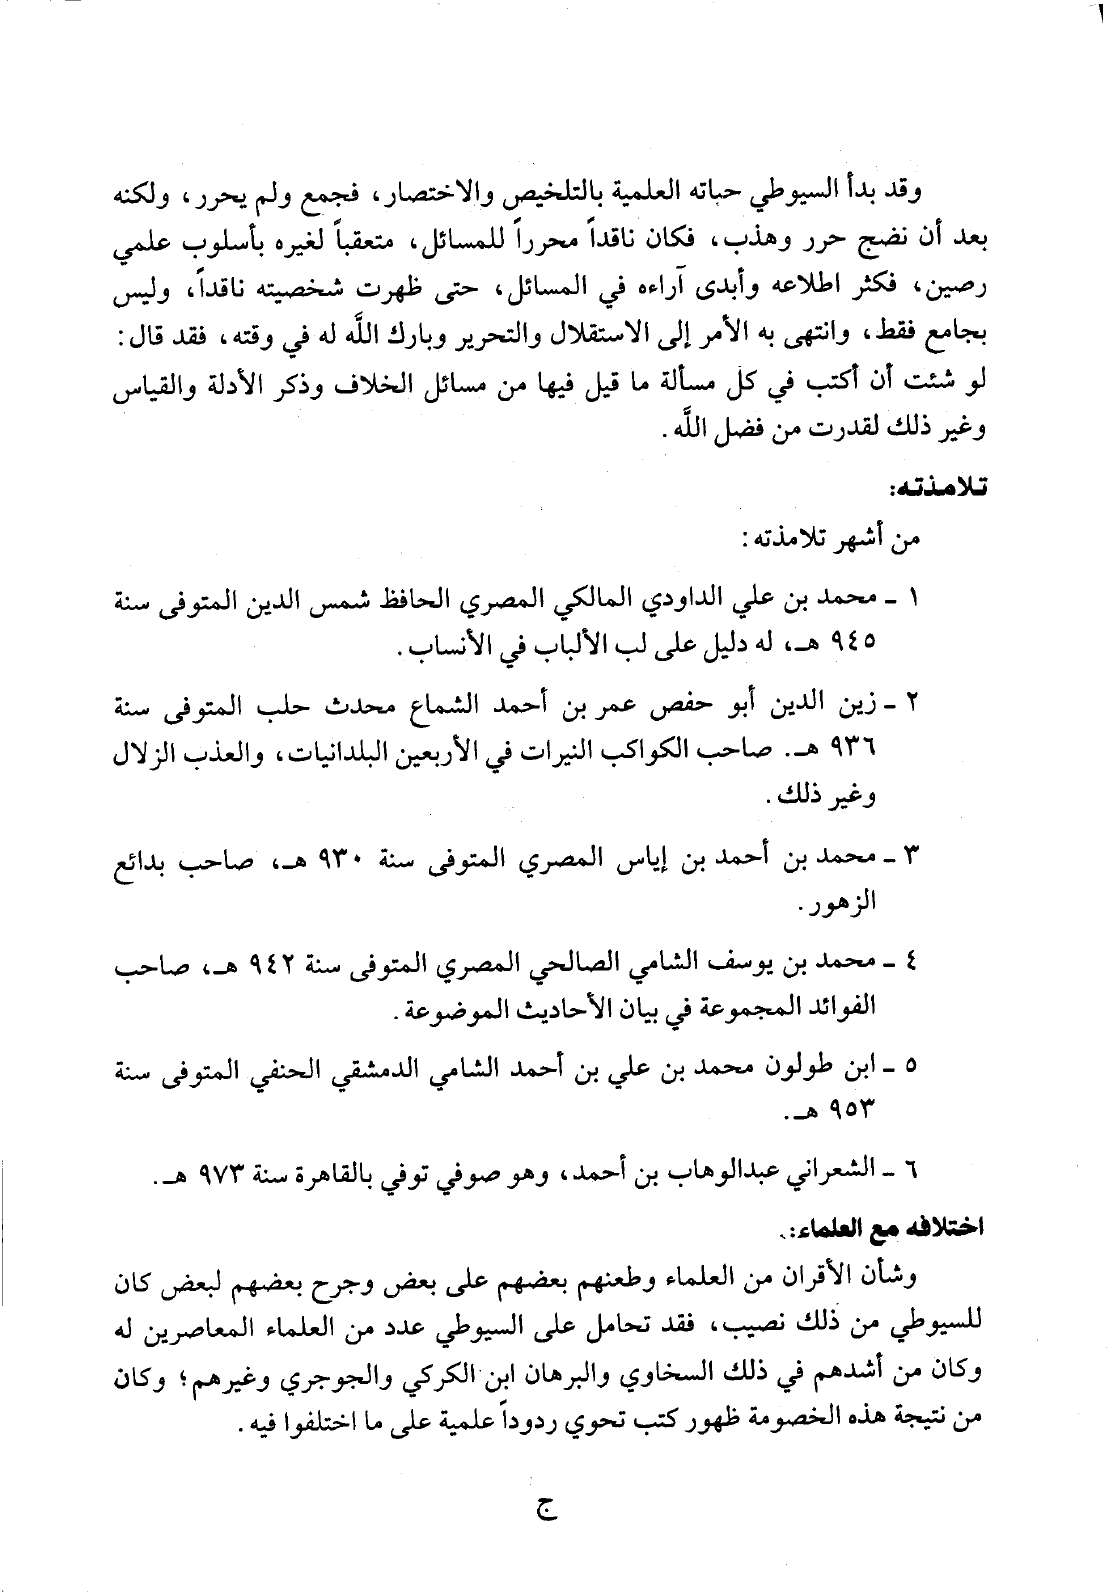 وقد بدأ السيوطي حياته العلمية بالتلخيص والاختصار، فجمع ولم يحرر، ولكنه
بعد أن نضج حرر وهذب، فكان ناقداً محرراً للمسائل، متعقباً لغيره بأسلوب علمي
رصين، فكثر اطلاعه وأبدى آراءه في المسائل، حتى ظهرت شخصيته ناقداً، وليس
بجامع فقط، وانتهى به الأمر إلى الاستقلال والتحرير وبارك اللَّه له في وقته، فقد قال:
لو شئت أن أكتب في كل مسألة ما قيل فيها من مسائل الخلاف وذكر الأدلة والقياس
وغير ذلك لقدرت من فضل اللَّه.
تلامذته:
من أشهر تلامذته:
١ ـ محمد بن علي الداودي المالكي المصري الحافظ شمس الدين المتوفى سنة
٩٤٥ هـ، له دليل على لب الألباب في الأنساب.
٢ ـ زين الدين أبو حفص عمر بن أحمد الشماع محدث حلب المتوفى سنة
٩٣٦ هـ. صاحب الكواكب النيرات في الأربعين البلدانيات، والعذب الزلال
وغير ذلك.
٣ ـ محمد بن أحمد بن إياس المصري المتوفى سنة ٩٣٠ هـ، صاحب بدائع
الزهور.
٤ ـ محمد بن يوسف الشامي الصالحي المصري المتوفى سنة ٩٤٢ هـ، صاحب
الفوائد المجموعة في بيان الأحاديث الموضوعة.
٥ ـ ابن طولون محمد بن علي بن أحمد الشامي الدمشقي الحنفي المتوفى سنة
٩٥٣ هـ.
٦ ـ الشعراني عبدالوهاب بن أحمد، وهو صوفي توفي بالقاهرة سنة ٩٧٣ هـ.
اختلافه مع العلماء:
وشأن الأقران من العلماء وطعنهم بعضهم على بعض وجرح بعضهم لبعض كان
للسيوطي من ذلك نصيب، فقد تحامل على السيوطي عدد من العلماء المعاصرين له
وكان من أشدهم في ذلك السخاوي والبرهان ابن الكركي والجوجري وغيرهم؛ وكان
من نتيجة هذه الخصومة ظهور كتب تحوي ردوداً علمية على ما اختلفوا فيه.
ج